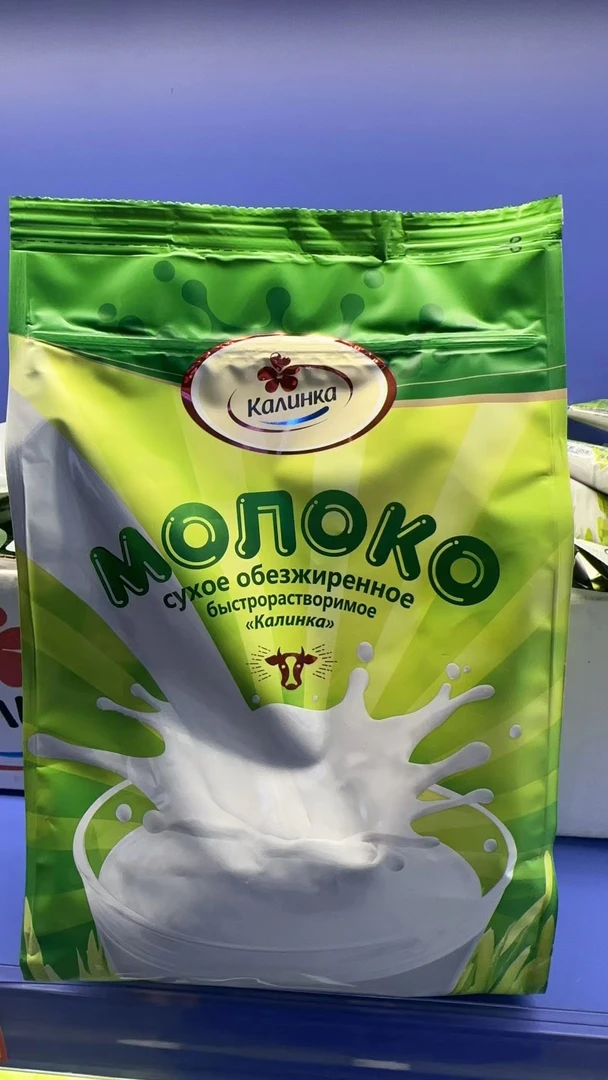 Калинка
МОЛОКО
сухое обезжиренное
быстрорастворимое
«Калинка»